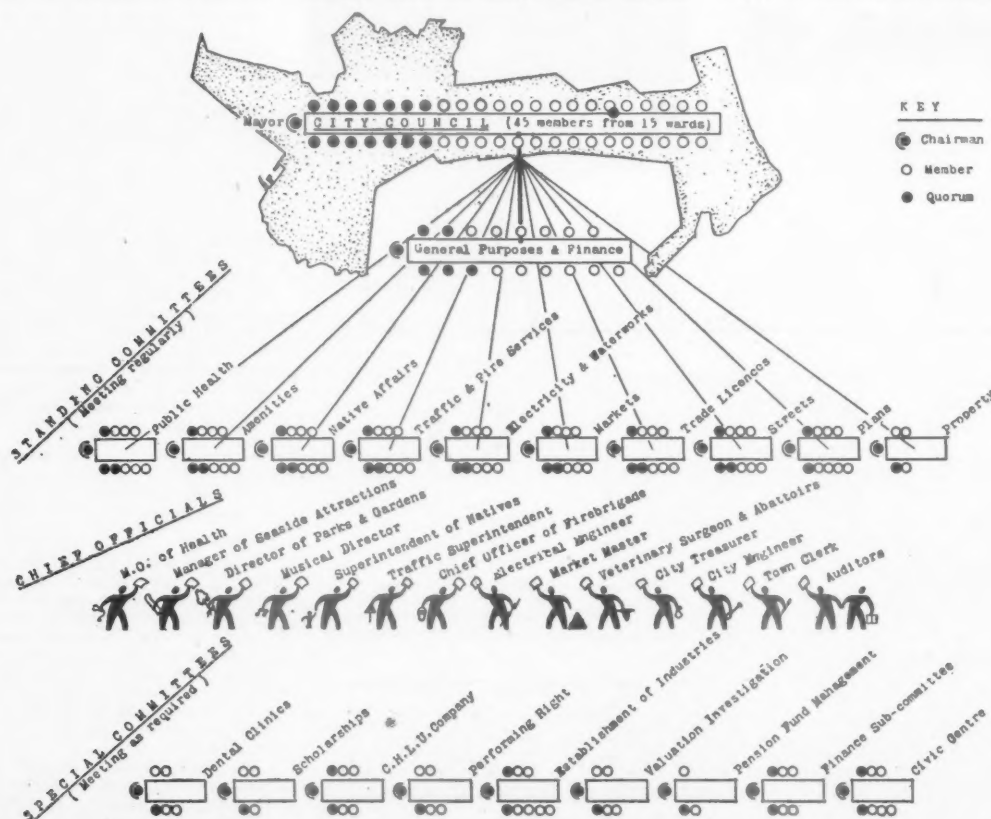 Mayor
CITY COUNCIL (45 members from 15 wards)
KEY
Chairman
Member
Quorum
General Purposes & Finance
STANDING COMMITTEES
( Meeting regularly )
Public Health
Amenities
Native Affairs
Traffic & Fire Services
Electricity & Waterworks
Markets
Trade Licences
Streets
Plans
Property
CHIEF OFFICIALS
M.O. of Health
Manager of Seaside Attractions
Director of Parks & Gardens
Musical Director
Superintendent of Natives
Traffic Superintendent
Chief Officer of Firebrigade
Electrical Engineer
Market Master
Veterinary Surgeon & Abattoirs
City Treasurer
City Engineer
Town Clerk
Auditors
SPECIAL COMMITTEES
( Meeting as required )
Dental Clinics
Scholarships
C.H.L.U.Company
Performing Right
Establishment of Industries
Valuation Investigation
Pension Fund Management
Finance Sub-committee
Civic Centre